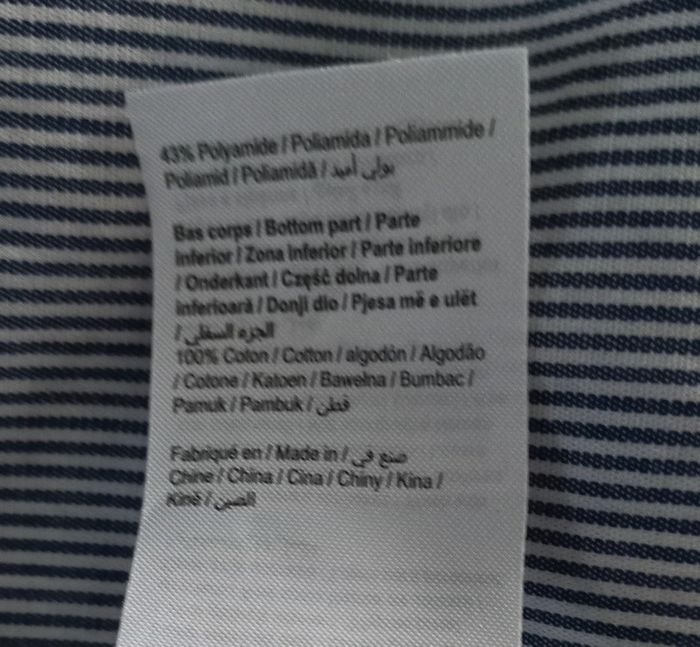 43% Polyamide / Poliamida / Poliammide /
Poliamid / Poliamidă / بولي أميد
Bas corps / Bottom part / Parte
inferior / Zona inferior / Parte inferiore
/ Onderkant / Część dolna / Parte
inferioară / Donji dio / Pjesa më e ulët
/ الجزء السفلي
100% Coton / Cotton / algodón / Algodão
/ Cotone / Katoen / Bawełna / Bumbac /
Pamuk / Pambuk / قطن
Fabriqué en / Made in / صنع في
Chine / China / Cina / Chiny / Kina /
Kinë / الصين